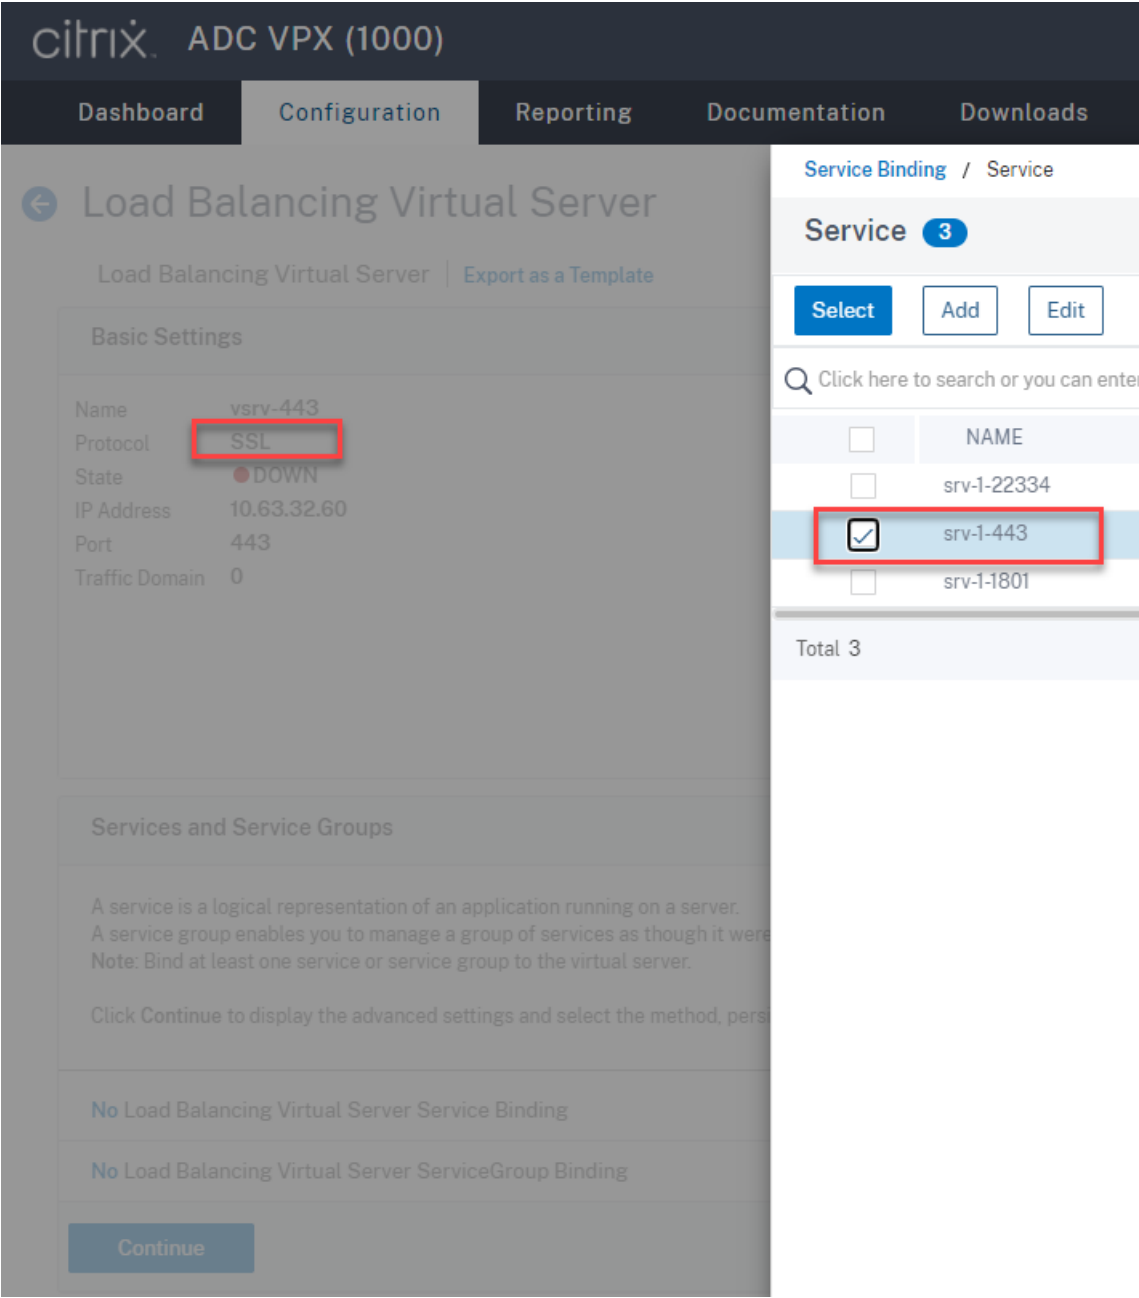 citrix. ADC VPX (1000)
Dashboard Configuration Reporting Documentation Downloads
Load Balancing Virtual Server
Load Balancing Virtual Server Export as a Template
Basic Settings
Name vsrv-443
Protocol SSL
State DOWN
IP Address 10.63.32.60
Port 443
Traffic Domain 0
Services and Service Groups
A service is a logical representation of an application running on a server.
A service group enables you to manage a group of services as though it were
Note: Bind at least one service or service group to the virtual server.
Click Continue to display the advanced settings and select the method, persi
No Load Balancing Virtual Server Service Binding
No Load Balancing Virtual Server ServiceGroup Binding
Continue
Service Binding / Service
Service 3
Select Add Edit
Click here to search or you can enter
NAME
srv-1-22334
srv-1-443
srv-1-1801
Total 3